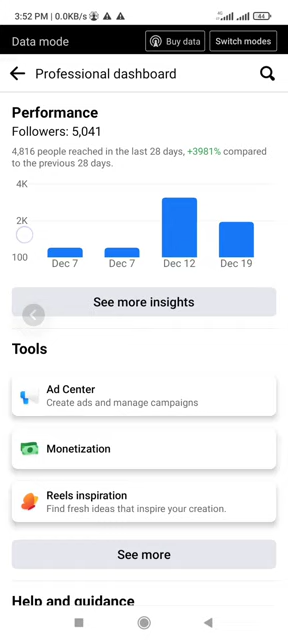 3:52 PM | 0.0KB/s
44
Data mode
Buy data
Switch modes
Professional dashboard
Performance
Followers: 5,041
4,816 people reached in the last 28 days, +3981% compared
to the previous 28 days.
4K
2K
100
Dec 7 Dec 7 Dec 12 Dec 19
See more insights
Tools
Ad Center
Create ads and manage campaigns
Monetization
Reels inspiration
Find fresh ideas that inspire your creation.
See more
Help and guidance